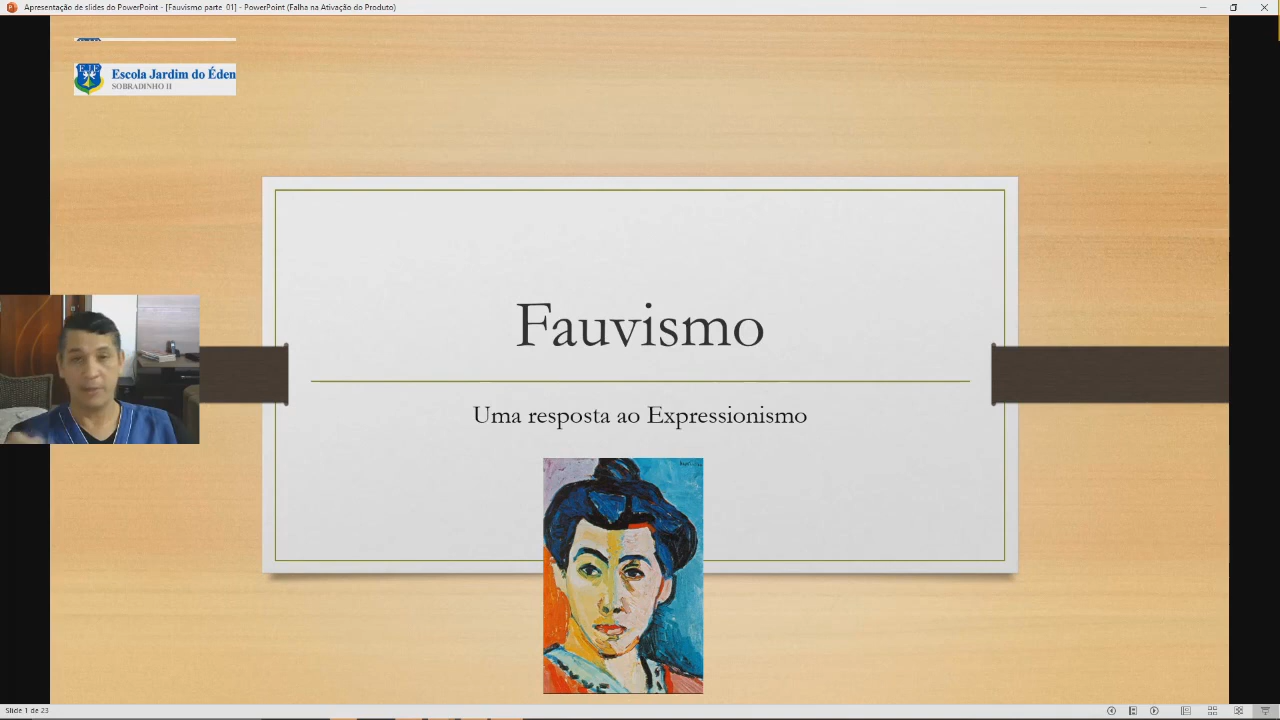 Apresentação de slides do PowerPoint - [Fauvismo parte 01] - PowerPoint (Falha na Ativação do Produto)
E J E
Escola Jardim do Éden
SOBRADINHO II
Fauvismo
Uma resposta ao Expressionismo
Slide 1 de 23